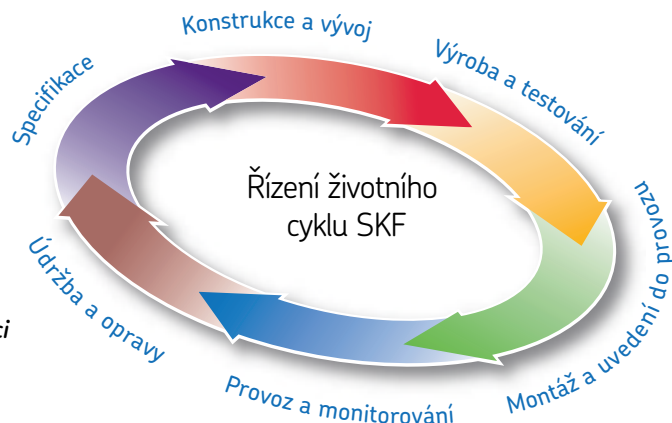 Konstrukce a vývoj
Výroba a testování
Specifikace
Řízení životního
cyklu SKF
Montáž a uvedení do provozu
Údržba a opravy
Provoz a monitorování